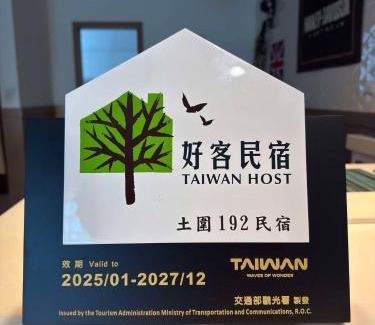 好客民宿
TAIWAN HOST
土圍192民宿
效期 Valid to
2025/01-2027/12
TAIWAN
WAVES OF WONDER
交通部觀光署 製發
Issued by the Tourism Administration Ministry of Transportation and Communications, R.O.C.